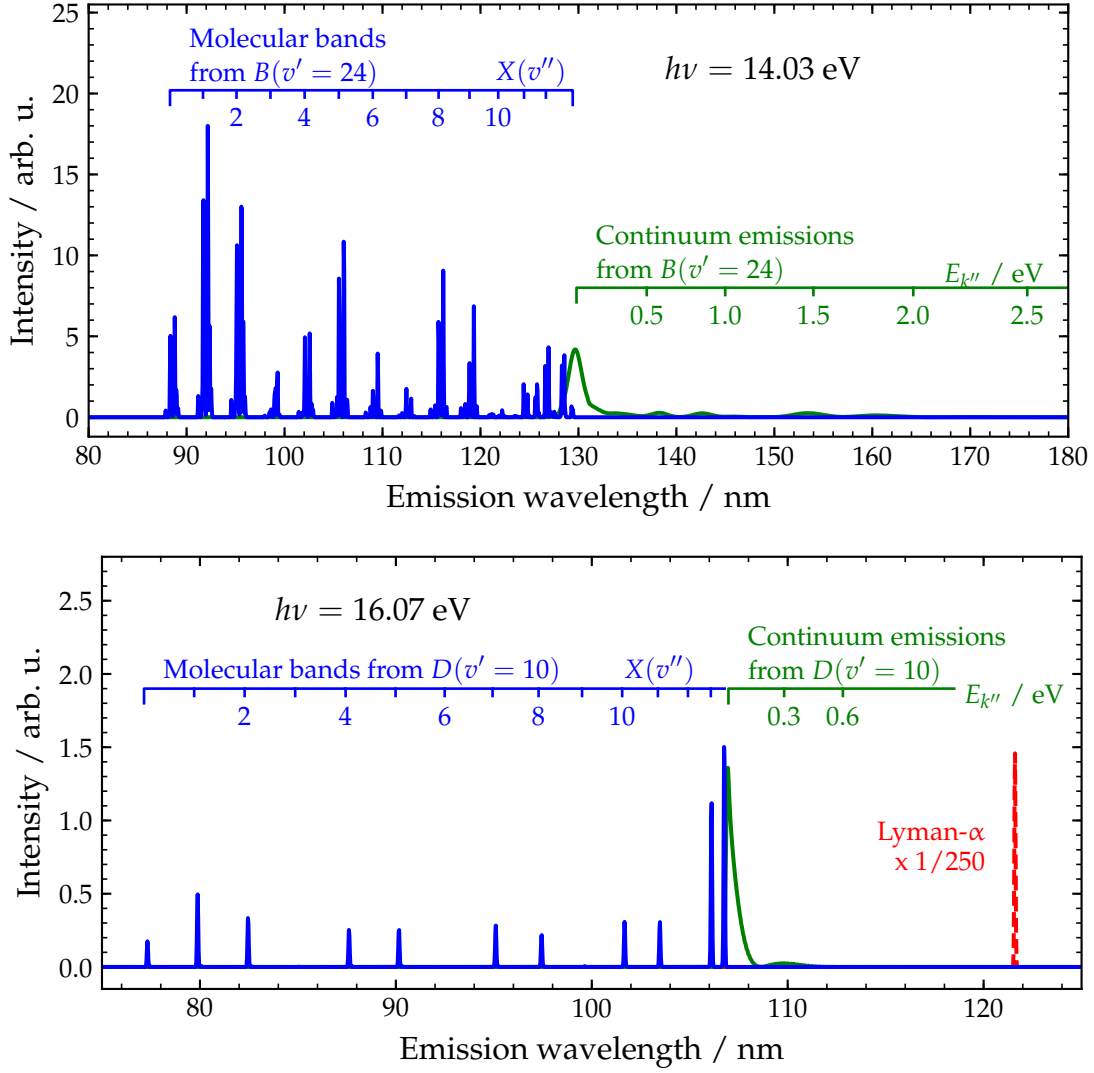 Molecular bands
from B(v′ = 24)
X(v″)
hν = 14.03 eV
2 4 6 8 10
Continuum emissions
from B(v′ = 24)
E_k″ / eV
0.5 1.0 1.5 2.0 2.5
25
20
15
10
5
0
Intensity / arb. u.
80 90 100 110 120 130 140 150 160 170 180
Emission wavelength / nm
hν = 16.07 eV
Molecular bands from D(v′ = 10)
X(v″)
2 4 6 8 10
Continuum emissions
from D(v′ = 10)
E_k″ / eV
0.3 0.6
Lyman-α
x 1/250
2.5
2.0
1.5
1.0
0.5
0.0
Intensity / arb. u.
80 90 100 110 120
Emission wavelength / nm